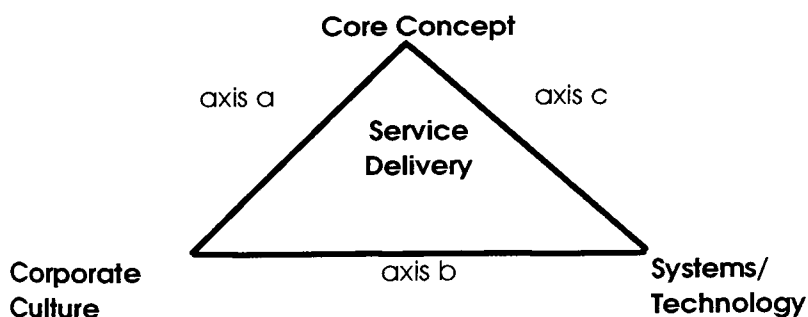 Core Concept
axis a
axis c
Service
Delivery
Corporate
Culture
axis b
Systems/
Technology